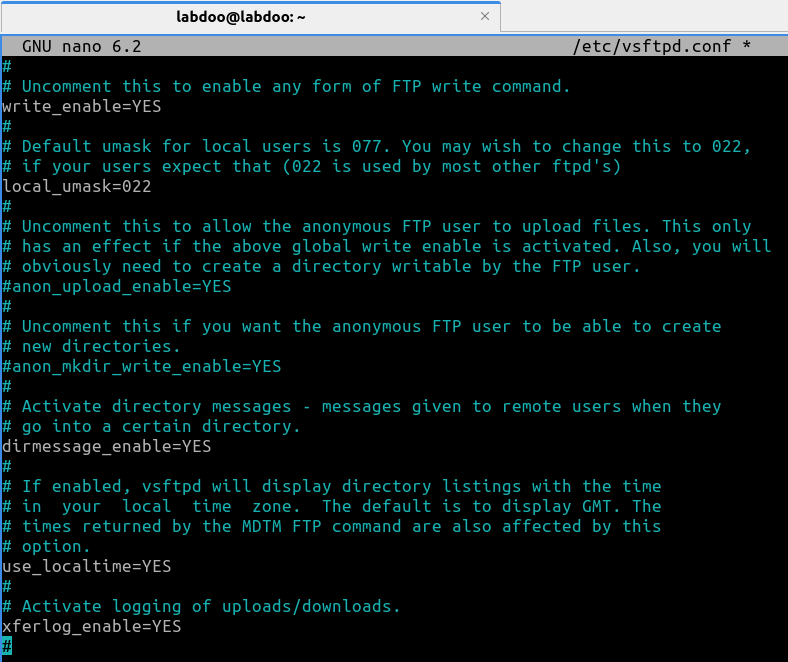 labdoo@labdoo: ~ ×
GNU nano 6.2 /etc/vsftpd.conf *
#
# Uncomment this to enable any form of FTP write command.
write_enable=YES
#
# Default umask for local users is 077. You may wish to change this to 022,
# if your users expect that (022 is used by most other ftpd's)
local_umask=022
#
# Uncomment this to allow the anonymous FTP user to upload files. This only
# has an effect if the above global write enable is activated. Also, you will
# obviously need to create a directory writable by the FTP user.
#anon_upload_enable=YES
#
# Uncomment this if you want the anonymous FTP user to be able to create
# new directories.
#anon_mkdir_write_enable=YES
#
# Activate directory messages - messages given to remote users when they
# go into a certain directory.
dirmessage_enable=YES
#
# If enabled, vsftpd will display directory listings with the time
# in  your  local  time  zone.  The default is to display GMT. The
# times returned by the MDTM FTP command are also affected by this
# option.
use_localtime=YES
#
# Activate logging of uploads/downloads.
xferlog_enable=YES
#